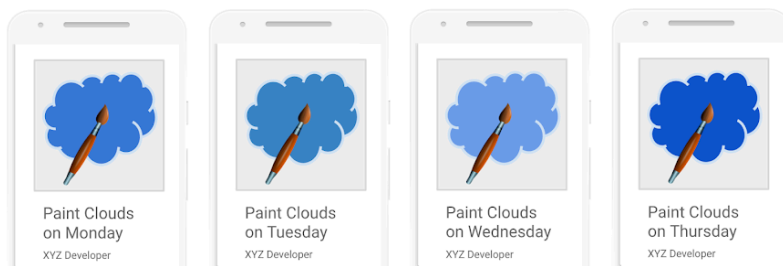 Paint Clouds
on Monday
XYZ Developer
Paint Clouds
on Tuesday
XYZ Developer
Paint Clouds
on Wednesday
XYZ Developer
Paint Clouds
on Thursday
XYZ Developer